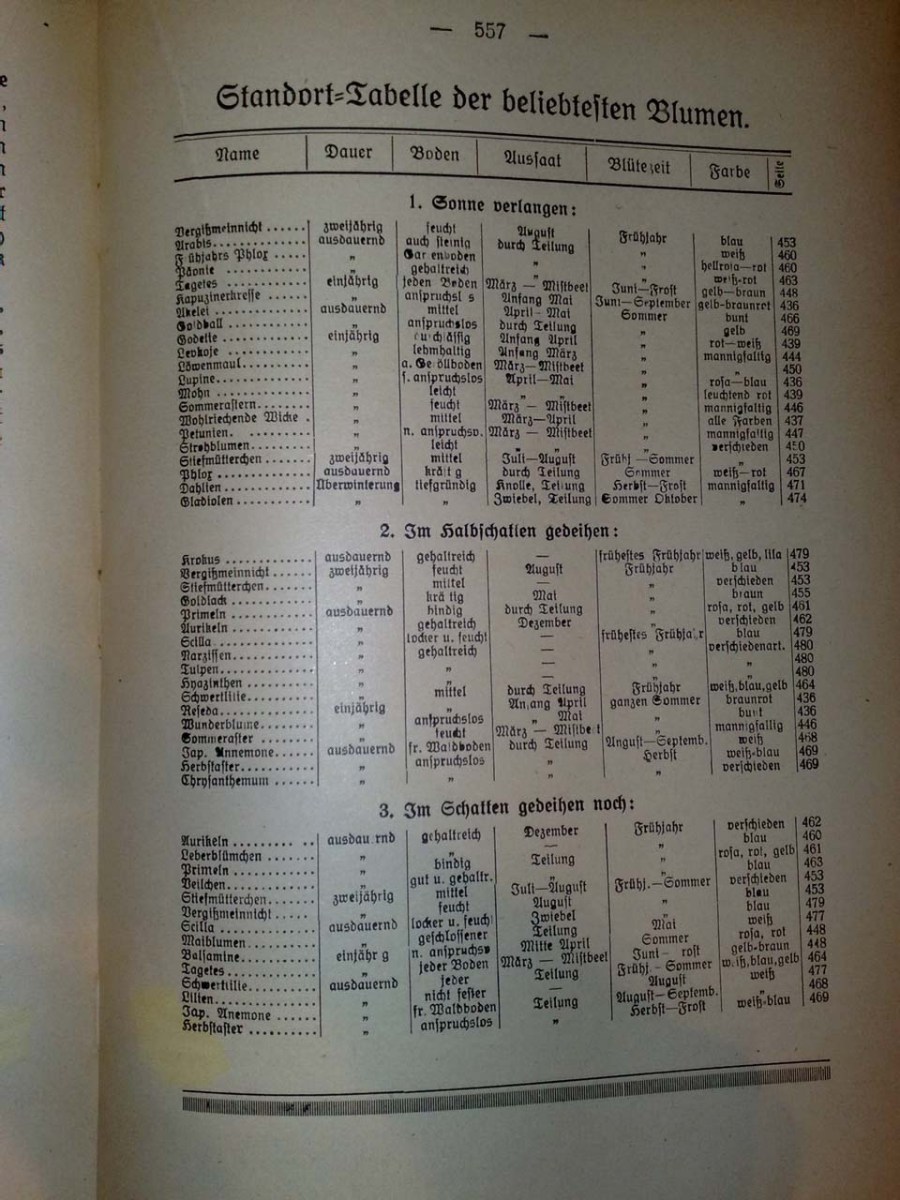 — 557 —
Standort-Tabelle der beliebtesten Blumen.
Name Dauer Boden Aussaat Blütezeit Farbe Seite
1. Sonne verlangen:
Vergißmeinnicht ...... zweijährig feucht August Frühjahr blau 453
Arabis............. ausdauernd auch steinig durch Teilung „ weiß 460
Frühjahrs Phlox ..... „ Gartenboden „ „ hellrosa—rot 460
Päonie ............ „ gehaltreich „ „ weiß-rot 463
Tagetes ........... einjährig jeden Boden März — Mistbeet Juni—Frost gelb—braun 448
Kapuzinerkresse .... „ anspruchslos Anfang Mai Juni—September gelb-braunrot 436
Akelei ............ ausdauernd mittel April—Mai Sommer bunt 466
Goldball ........... „ anspruchslos durch Teilung „ gelb 469
Godetie ............ einjährig durchlässig Anfang April „ rot—weiß 439
Levkoje ............ „ lehmhaltig Anfang März „ mannigfaltig 444
Löwenmaul.......... „ a. Geröllboden März—Mistbeet „ „ 450
Lupine............. „ s. anspruchslos April—Mai „ rosa—blau 436
Mohn .............. „ leicht „ „ „ leuchtend rot 439
Sommerastern........ „ feucht März — Mistbeet „ mannigfaltig 446
Wohlriechende Wicke . „ mittel März—April „ alle Farben 437
Petunien. .......... „ n. anspruchsv. März — Mistbeet „ mannigfaltig 447
Strohblumen......... „ leicht „ „ verschieden 450
Stiefmütterchen ...... zweijährig mittel Juli—August Frühj—Sommer „ 453
Phlox .............. ausdauernd kräftig durch Teilung Sommer weiß—rot 467
Dahlien ............ Überwinterung tiefgründig Knolle, Teilung Herbst—Frost mannigfaltig 471
Gladiolen ........... „ „ Zwiebel, Teilung Sommer Oktober „ 474
2. Im Halbschatten gedeihen:
Krokus ............ ausdauernd gehaltreich — frühestes Frühjahr weiß, gelb, lila 479
Vergißmeinnicht ...... zweijährig feucht August Frühjahr blau 453
Stiefmütterchen....... „ mittel — „ verschieden 453
Goldlack ........... „ kräftig Mai „ braun 455
Primeln ............ ausdauernd bindig durch Teilung „ rosa, rot, gelb 461
Aurikeln ........... „ gehaltreich Dezember „ verschieden 462
Scilla ............. „ locker u. feucht — frühestes Frühjahr blau 479
Narzissen........... „ gehaltreich — „ verschiedenart. 480
Tulpen............. „ „ — „ „ 480
Hyazinthen ......... „ „ — „ „ 480
Schwertlilie......... „ mittel durch Teilung Frühjahr weiß,blau,gelb 464
Reseda............. einjährig „ Anfang April ganzen Sommer braunrot 436
Wunderblume........ „ anspruchslos „ Mai „ bunt 436
Sommeraster ........ „ feucht März — Mistbeet „ mannigfaltig 446
Jap. Annemone....... ausdauernd fr. Waldboden durch Teilung August—Septemb. weiß 468
Herbstaster.......... „ anspruchslos „ Herbst weiß-blau 469
Chrysanthemum ...... „ „ „ „ verschieden 469
3. Im Schatten gedeihen noch:
Aurikeln ......... .. ausdauernd gehaltreich Dezember Frühjahr verschieden 462
Leberblümchen ....... „ „ — „ blau 460
Primeln ............ „ bindig Teilung „ rosa, rot, gelb 461
Veilchen............ „ gut u. gehaltr. „ „ blau 463
Stiefmütterchen ...... zweijährig mittel Juli—August Frühj.—Sommer verschieden 453
Vergißmeinnicht ..... „ feucht August „ blau 453
Scilla ............. ausdauernd locker u. feucht Zwiebel „ blau 479
Maiblumen.......... „ geschlossener Teilung Mai weiß 477
Balsamine........... einjährig n. anspruchsv Mitte April Sommer rosa, rot 448
Tagetes ............ „ jeder Boden März — Mistbeet Juni-Frost gelb-braun 448
Schwertlilie......... ausdauernd jeder Teilung Frühj.-Sommer weiß,blau,gelb 464
Lilien.............. „ nicht fester — August weiß 477
Jap. Anemone ....... „ fr. Waldboden Teilung August—Septemb. „ 468
Herbstaster .......... „ anspruchslos „ Herbst—Frost weiß-blau 469